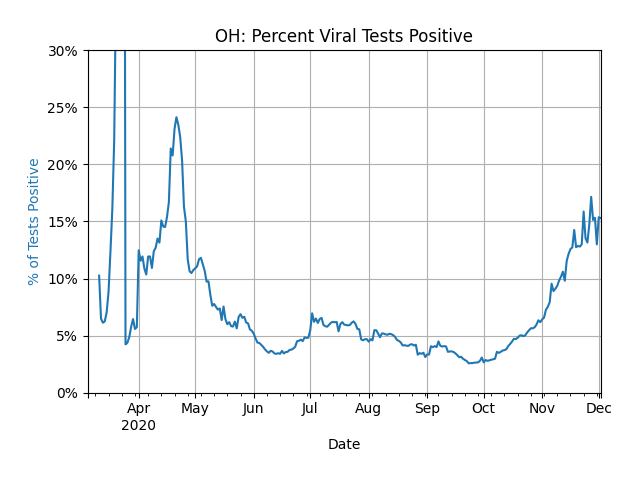 OH: Percent Viral Tests Positive
% of Tests Positive
30%
25%
20%
15%
10%
5%
0%
Apr May Jun Jul Aug Sep Oct Nov Dec
2020
Date